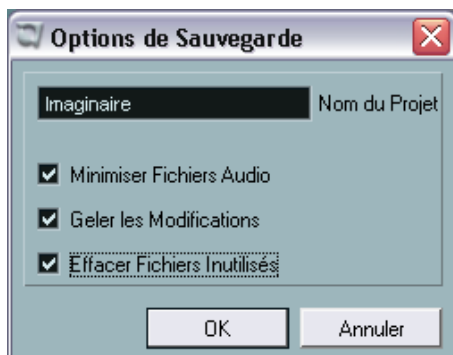 Options de Sauvegarde
Imaginaire Nom du Projet
Minimiser Fichiers Audio
Geler les Modifications
Effacer Fichiers Inutilisés
OK Annuler